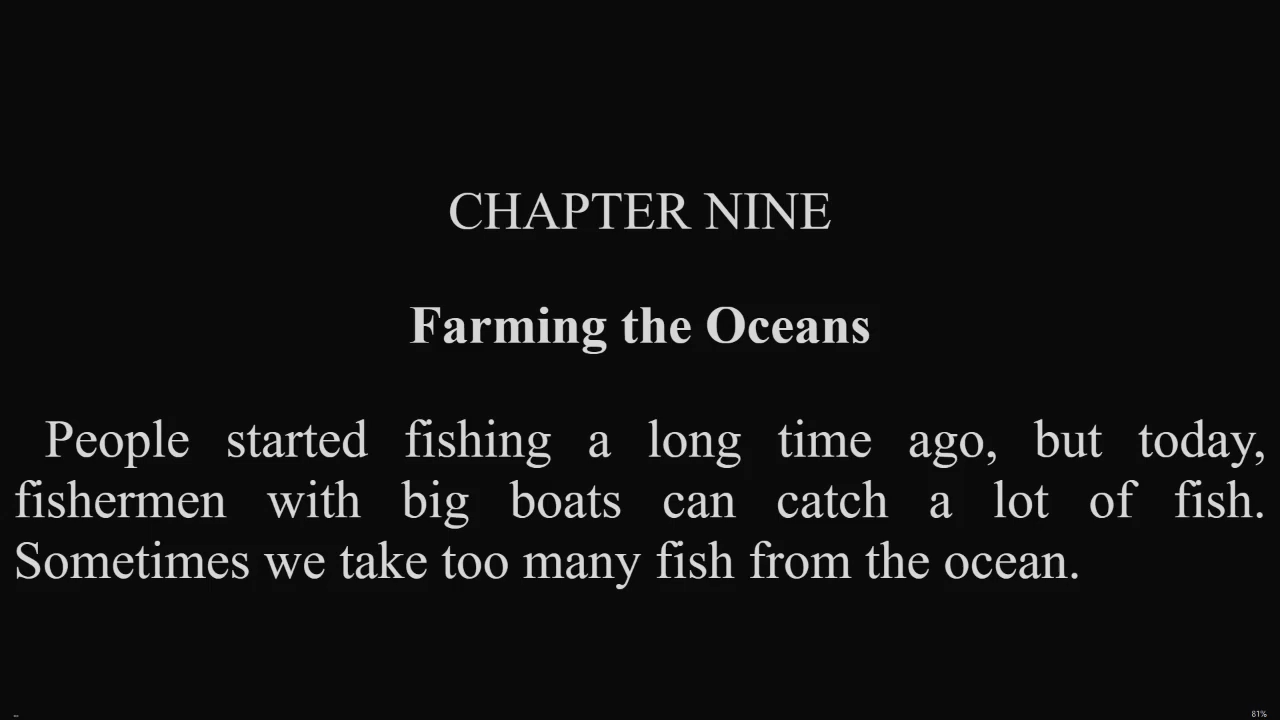 CHAPTER NINE
Farming the Oceans
People started fishing a long time ago, but today,
fishermen with big boats can catch a lot of fish.
Sometimes we take too many fish from the ocean.
81%